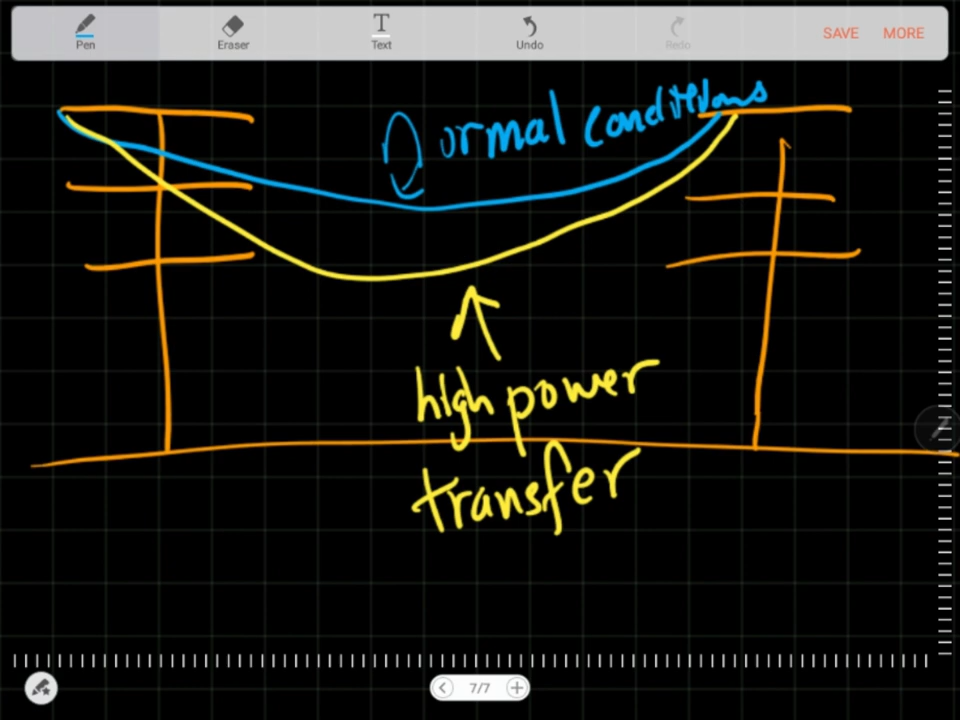 Pen Eraser Text Undo Redo SAVE MORE
normal conditions
high power
transfer
7/7